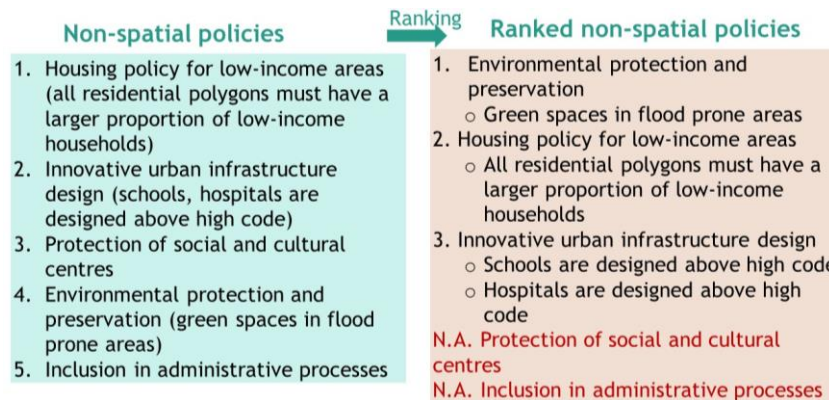 Non-spatial policies
Ranking
Ranked non-spatial policies
1. Housing policy for low-income areas
(all residential polygons must have a
larger proportion of low-income
households)
2. Innovative urban infrastructure
design (schools, hospitals are
designed above high code)
3. Protection of social and cultural
centres
4. Environmental protection and
preservation (green spaces in flood
prone areas)
5. Inclusion in administrative processes
1. Environmental protection and
preservation
o Green spaces in flood prone areas
2. Housing policy for low-income areas
o All residential polygons must have a
larger proportion of low-income
households
3. Innovative urban infrastructure design
o Schools are designed above high code
o Hospitals are designed above high
code
N.A. Protection of social and cultural
centres
N.A. Inclusion in administrative processes